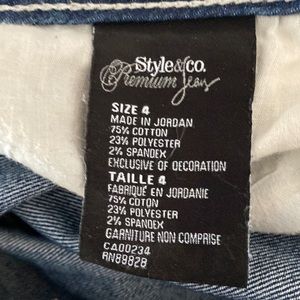 Style&co.
Premium Jeans
SIZE 4
MADE IN JORDAN
75% COTTON
23% POLYESTER
2% SPANDEX
EXCLUSIVE OF DECORATION
TAILLE 4
FABRIQUÉ EN JORDANIE
75% COTON
23% POLYESTER
2% SPANDEX
GARNITURE NON COMPRISE
CA00234
RN88828